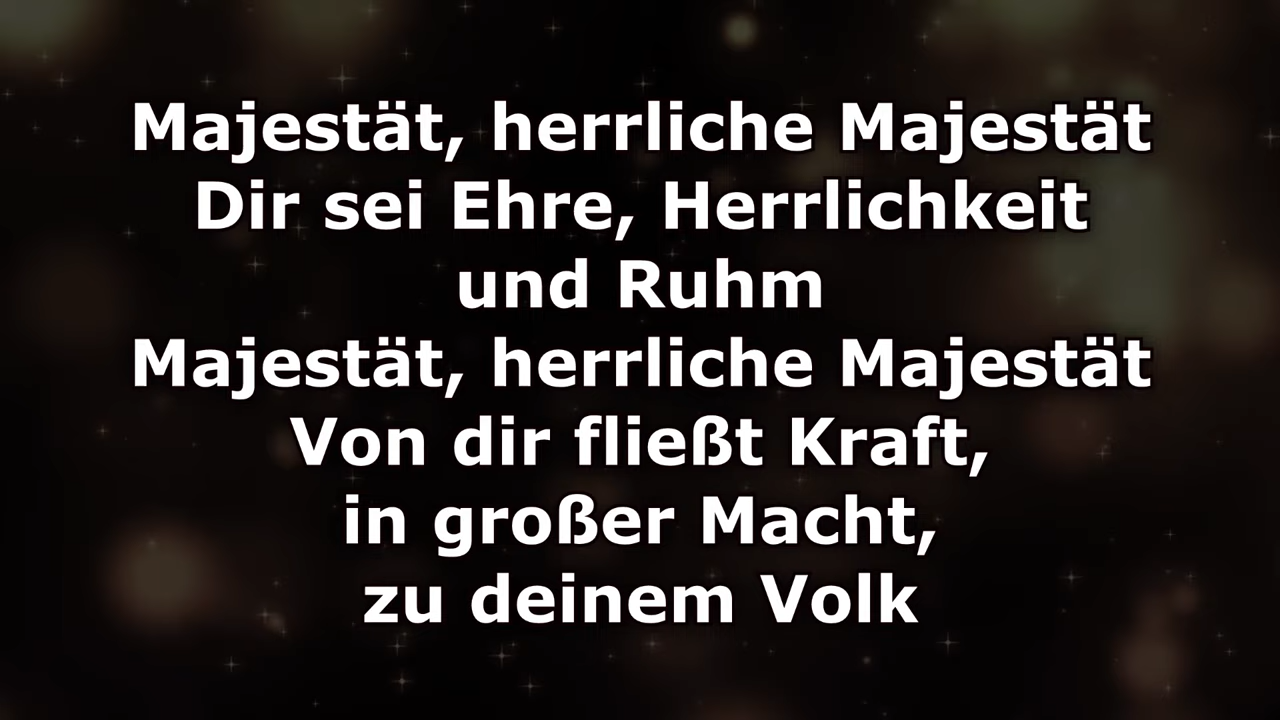 Majestät, herrliche Majestät
Dir sei Ehre, Herrlichkeit
und Ruhm
Majestät, herrliche Majestät
Von dir fließt Kraft,
in großer Macht,
zu deinem Volk